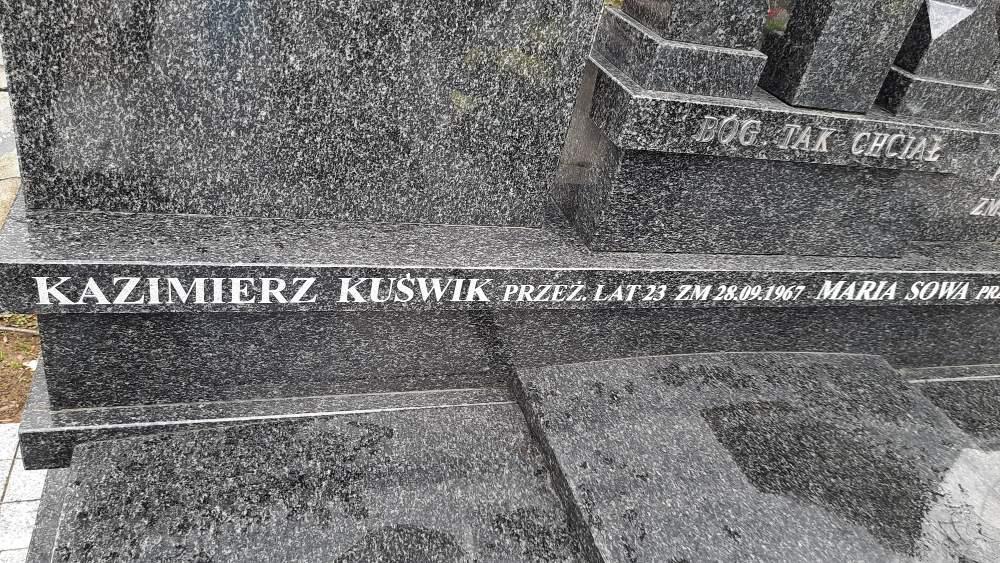 BÓG TAK CHCIAŁ
KAZIMIERZ KUŚWIK PRZEŻ. LAT 23 ZM 28.09.1967 MARIA SOWA